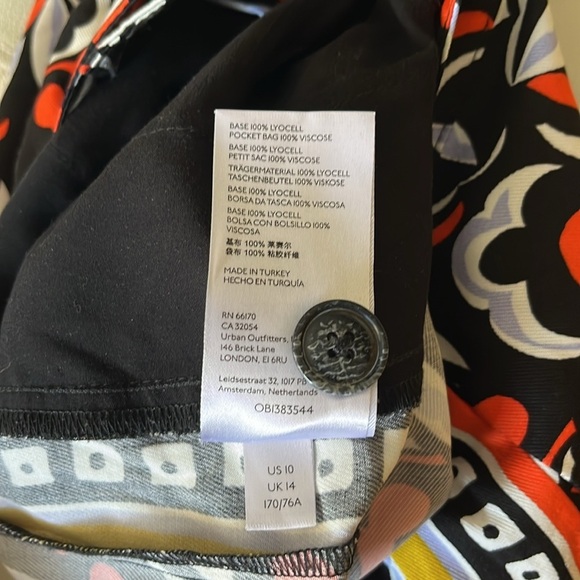 BASE 100% LYOCELL
POCKET BAG 100% VISCOSE
BASE 100% LYOCELL
PETIT SAC 100% VISCOSE
TRÄGERMATERIAL 100% LYOCELL
TASCHENBEUTEL 100% VISKOSE
BASE 100% LYOCELL
BORSA DA TASCA 100% VISCOSA
BASE 100% LYOCELL
BOLSA CON BOLSILLO 100%
VISCOSA
基布 100% 莱赛尔
袋布 100% 粘胶纤维
MADE IN TURKEY
HECHO EN TURQUÍA
RN 66170
CA 32054
Urban Outfitters,
146 Brick Lane
LONDON, E1 6RU
Leidsestraat 32, 1017 PB
Amsterdam, Netherlands
OB1383544
US 10
UK 14
170/76A